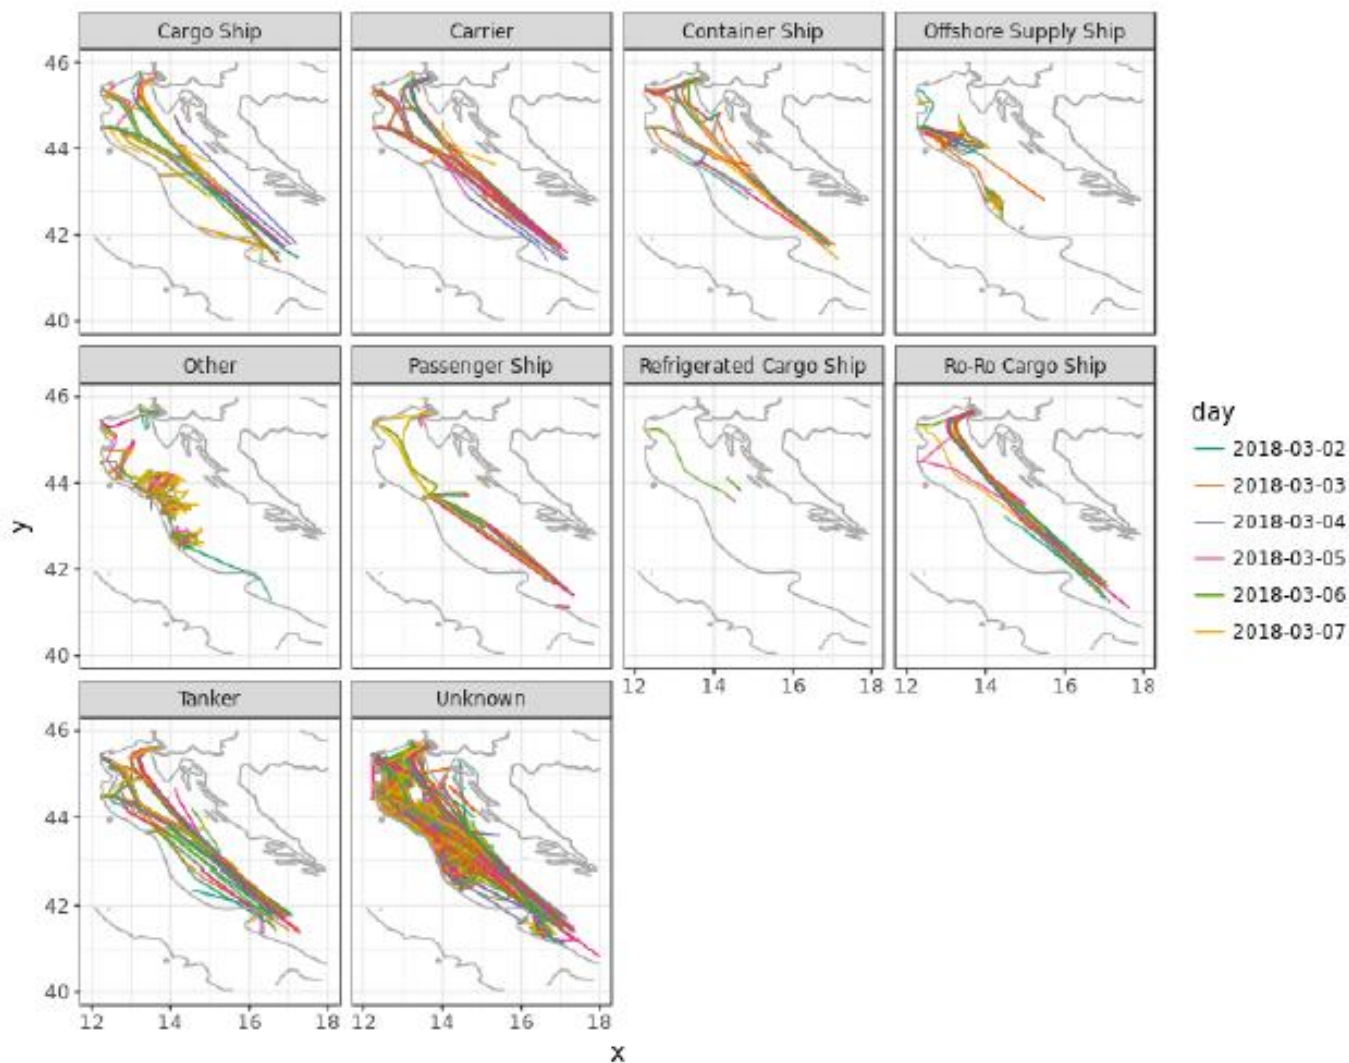 Cargo Ship Carrier Container Ship Offshore Supply Ship
46
44
42
40
Other Passenger Ship Refrigerated Cargo Ship Ro-Ro Cargo Ship
46
44
42
40
12 14 16 18 12 14 16 18
Tanker Unknown
46
44
42
40
12 14 16 18 12 14 16 18
x
y
day
2018-03-02
2018-03-03
2018-03-04
2018-03-05
2018-03-06
2018-03-07